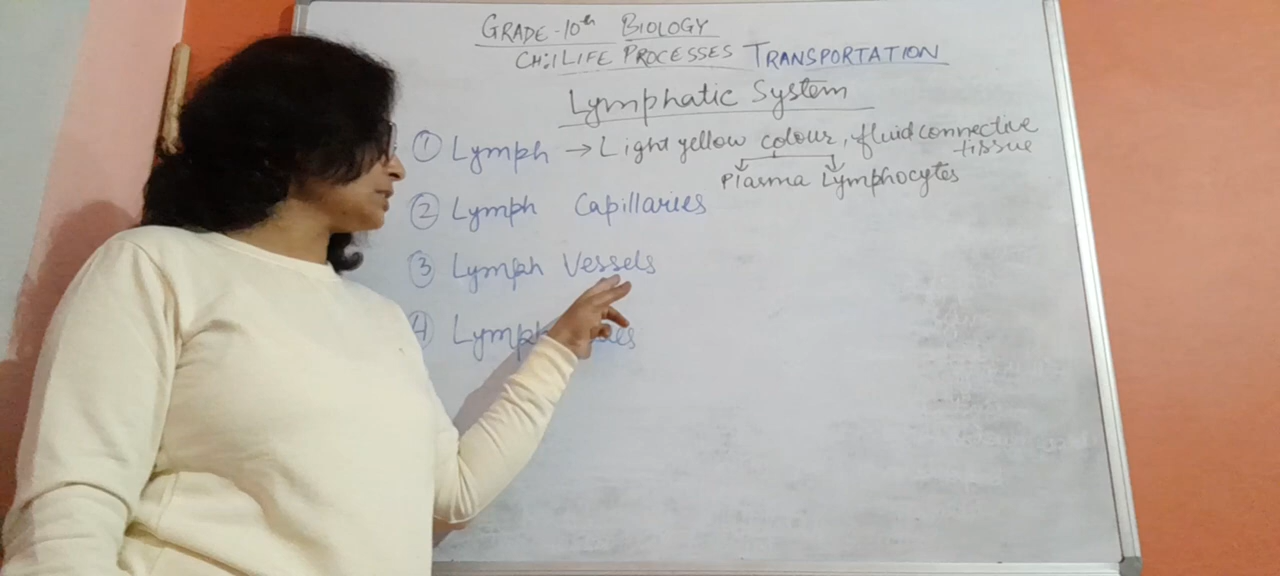 GRADE-10th BIOLOGY
CH:1 LIFE PROCESSES TRANSPORTATION
Lymphatic System
① Lymph → Light yellow colour, fluid connective tissue
Plasma Lymphocytes
② Lymph Capillaries
③ Lymph Vessels
④ Lymph